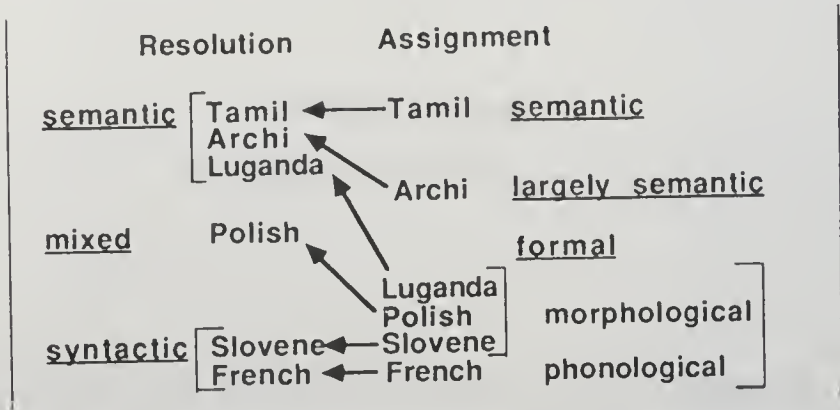 Resolution Assignment
semantic Tamil Tamil semantic
Archi
Luganda
Archi largely semantic
mixed Polish formal
Luganda
Polish morphological
syntactic Slovene Slovene
French French phonological